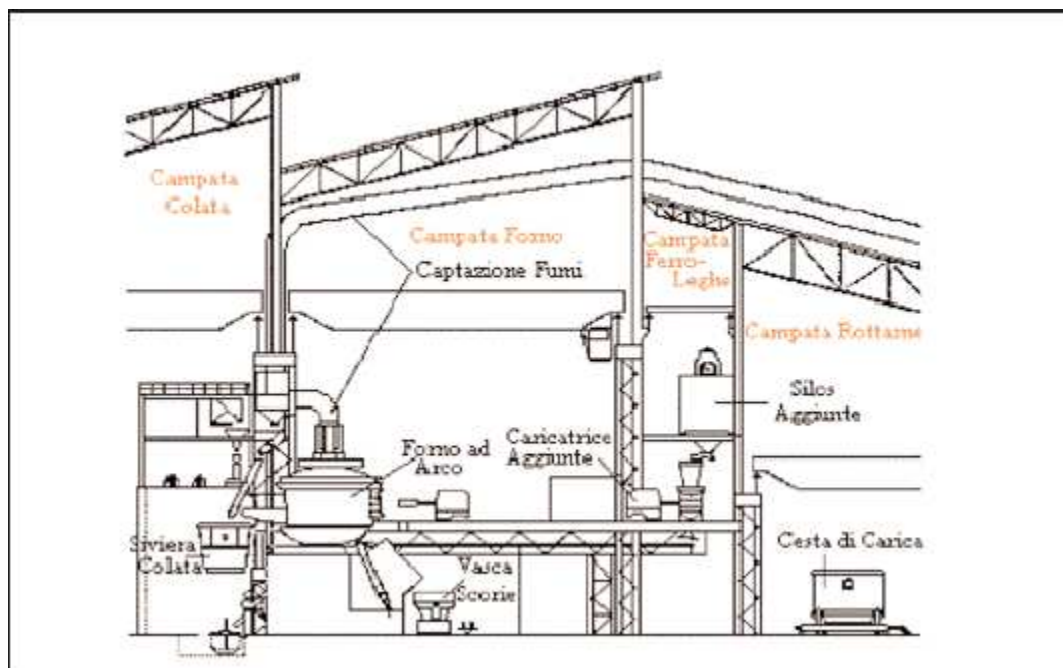 Campata
Colata
Campata Forno
Captazione Fumi
Campata
Ferro-
Leghe
Campata Rottame
Silos
Aggiunte
Forno ad
Arco
Caricatrice
Aggiunte
Siviera
Colata
Vasca
Scorie
Cesta di Carica